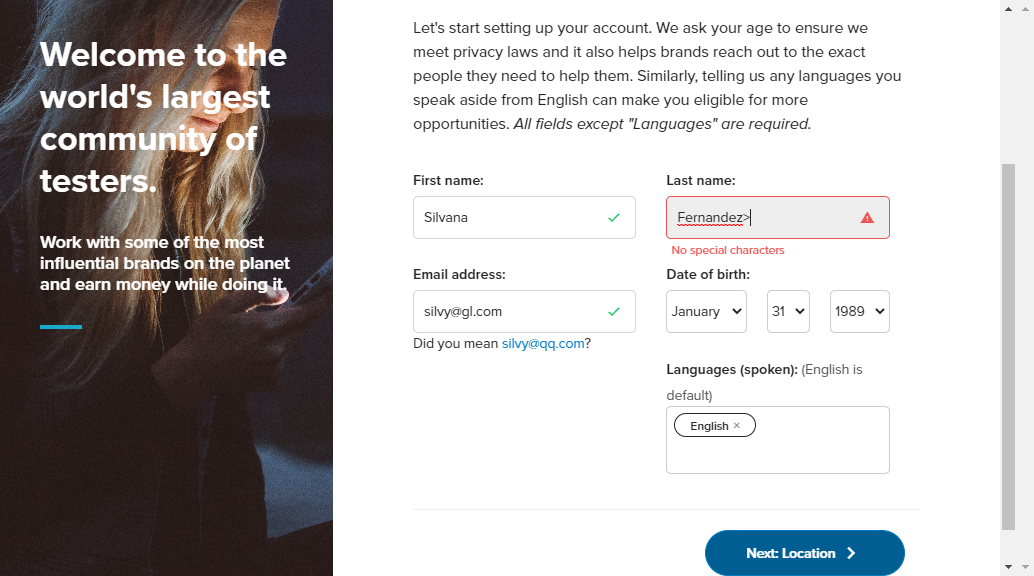 Welcome to the
world's largest
community of
testers.
Work with some of the most
influential brands on the planet
and earn money while doing it.
Let's start setting up your account. We ask your age to ensure we
meet privacy laws and it also helps brands reach out to the exact
people they need to help them. Similarly, telling us any languages you
speak aside from English can make you eligible for more
opportunities. All fields except "Languages" are required.
First name:
Silvana
Last name:
Fernandez>
No special characters
Email address:
silvy@gl.com
Did you mean silvy@qq.com?
Date of birth:
January 31 1989
Languages (spoken): (English is
default)
English ×
Next: Location